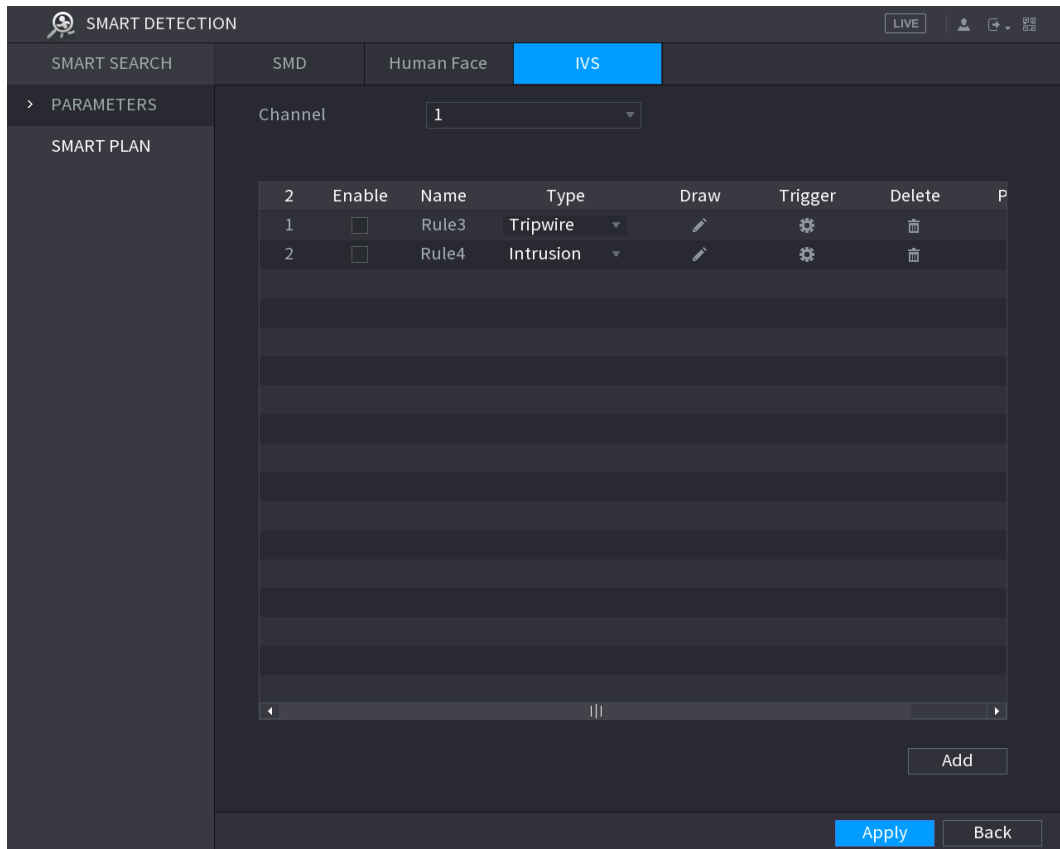 SMART DETECTION LIVE
SMART SEARCH SMD Human Face IVS
> PARAMETERS
Channel 1
SMART PLAN
2 Enable Name Type Draw Trigger Delete P
1 Rule3 Tripwire
2 Rule4 Intrusion
Add
Apply Back